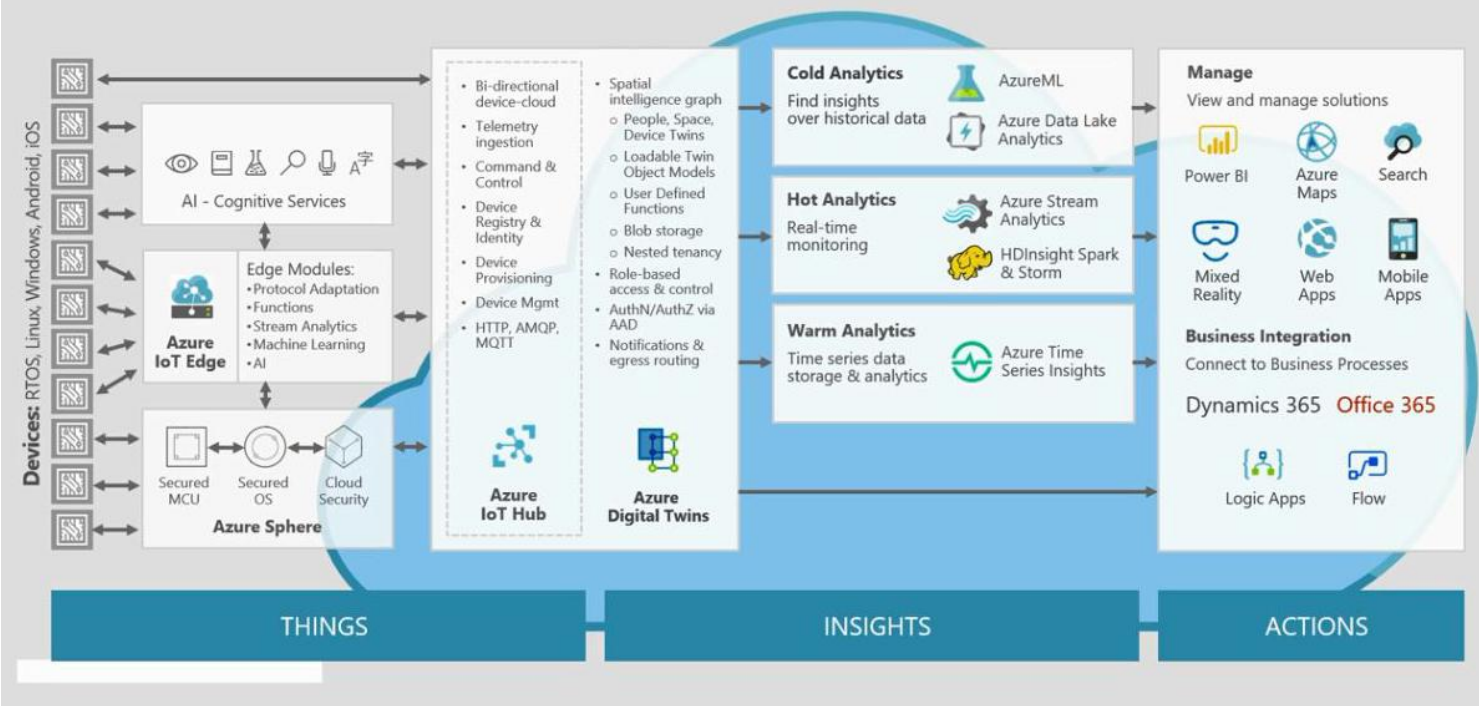 Devices: RTOS, Linux, Windows, Android, iOS
A字
AI - Cognitive Services
Azure
IoT Edge
Edge Modules:
•Protocol Adaptation
•Functions
•Stream Analytics
•Machine Learning
•AI
Secured
MCU
Secured
OS
Cloud
Security
Azure Sphere
• Bi-directional
device-cloud
• Telemetry
ingestion
• Command &
Control
• Device
Registry &
Identity
• Device
Provisioning
• Device Mgmt
• HTTP, AMQP,
MQTT
Azure
IoT Hub
• Spatial
intelligence graph
o People, Space,
Device Twins
o Loadable Twin
Object Models
o User Defined
Functions
o Blob storage
o Nested tenancy
• Role-based
access & control
• AuthN/AuthZ via
AAD
• Notifications &
egress routing
Azure
Digital Twins
Cold Analytics
Find insights
over historical data
AzureML
Azure Data Lake
Analytics
Hot Analytics
Real-time
monitoring
Azure Stream
Analytics
HDInsight Spark
& Storm
Warm Analytics
Time series data
storage & analytics
Azure Time
Series Insights
Manage
View and manage solutions
Power BI
Azure
Maps
Search
Mixed
Reality
Web
Apps
Mobile
Apps
Business Integration
Connect to Business Processes
Dynamics 365 Office 365
Logic Apps
Flow
THINGS
INSIGHTS
ACTIONS